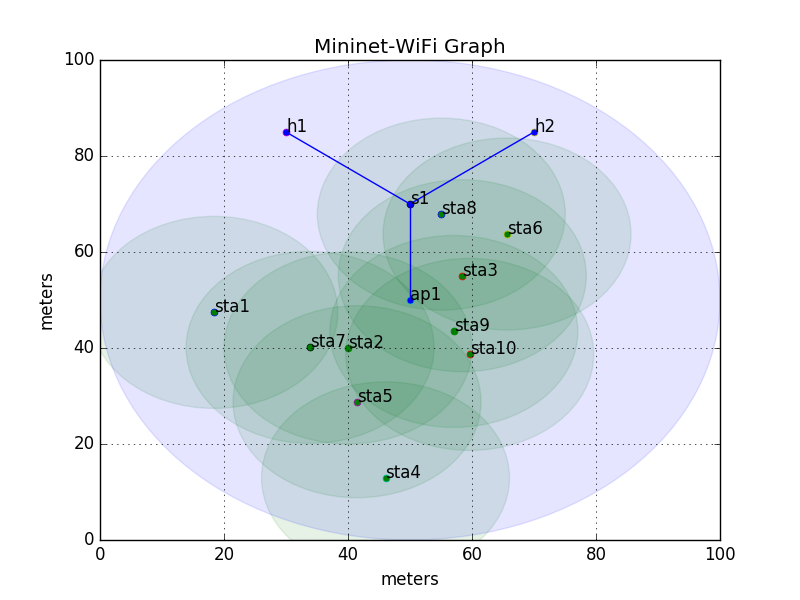 Mininet-WiFi Graph
100
h1
h2
80
s1
sta8
sta6
60
sta3
ap1
sta1
sta9
meters
40
sta7
sta2
sta10
sta5
20
sta4
0
0
20
40
60
80
100
meters